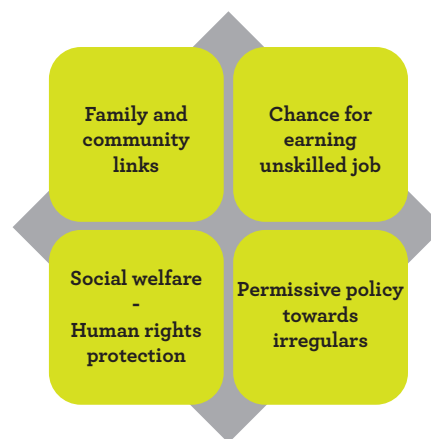 Family and
community
links
Chance for
earning
unskilled job
Social welfare
-
Human rights
protection
Permissive policy
towards
irregulars